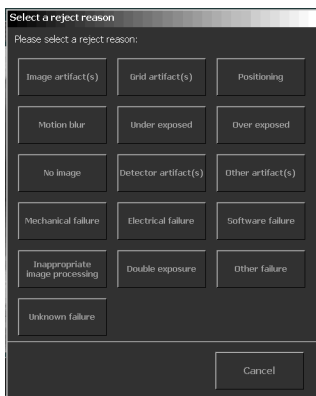 Select a reject reason
Please select a reject reason:
Image artifact(s) Grid artifact(s) Positioning
Motion blur Under exposed Over exposed
No image Detector artifact(s) Other artifact(s)
Mechanical failure Electrical failure Software failure
Inappropriate
image processing Double exposure Other failure
Unknown failure
Cancel